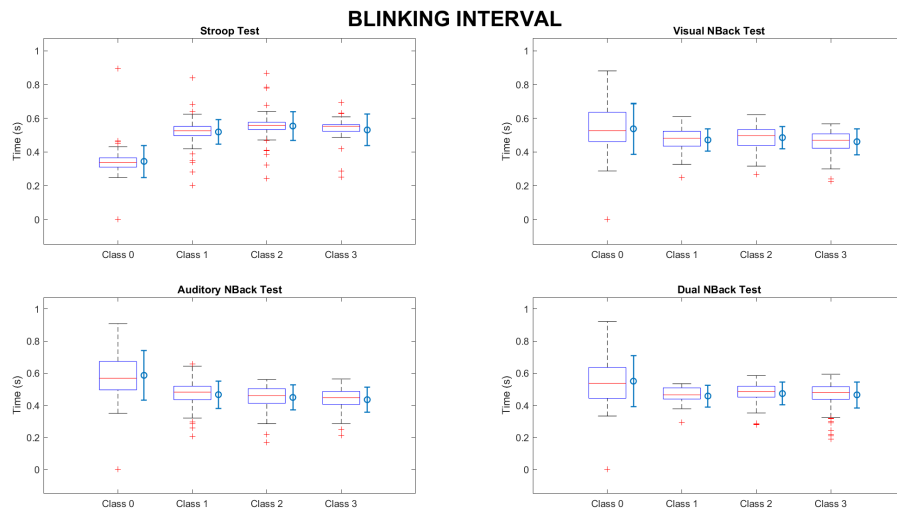 BLINKING INTERVAL
Stroop Test
Time (s)
1
0.8
0.6
0.4
0.2
0
Class 0 Class 1 Class 2 Class 3
Visual NBack Test
Time (s)
1
0.8
0.6
0.4
0.2
0
Class 0 Class 1 Class 2 Class 3
Auditory NBack Test
Time (s)
1
0.8
0.6
0.4
0.2
0
Class 0 Class 1 Class 2 Class 3
Dual NBack Test
Time (s)
1
0.8
0.6
0.4
0.2
0
Class 0 Class 1 Class 2 Class 3